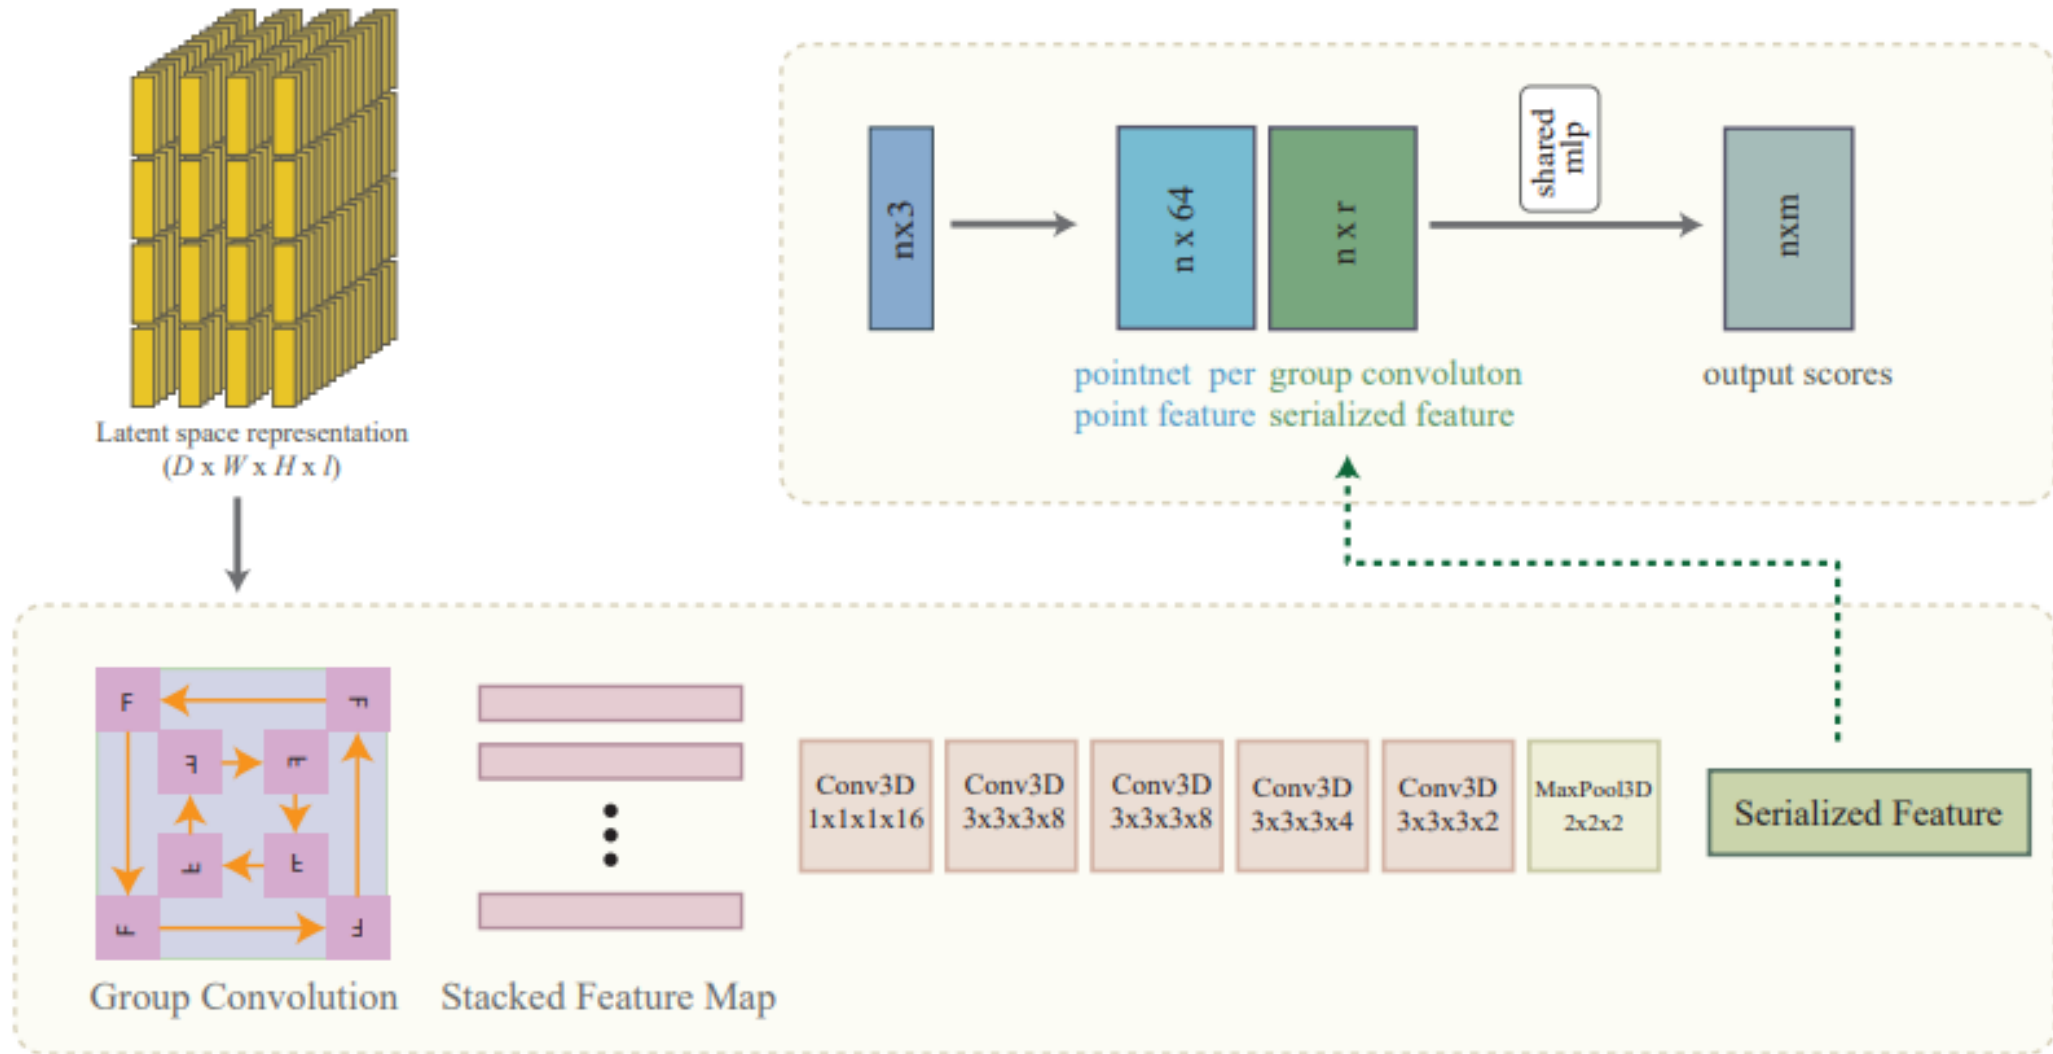 Latent space representation
(D x W x H x l)
nx3
n x 64
n x r
shared
mlp
nxm
pointnet per
point feature
group convoluton
serialized feature
output scores
F
F
F
F
F
F
F
F
Group Convolution
Stacked Feature Map
Conv3D
1x1x1x16
Conv3D
3x3x3x8
Conv3D
3x3x3x8
Conv3D
3x3x3x4
Conv3D
3x3x3x2
MaxPool3D
2x2x2
Serialized Feature